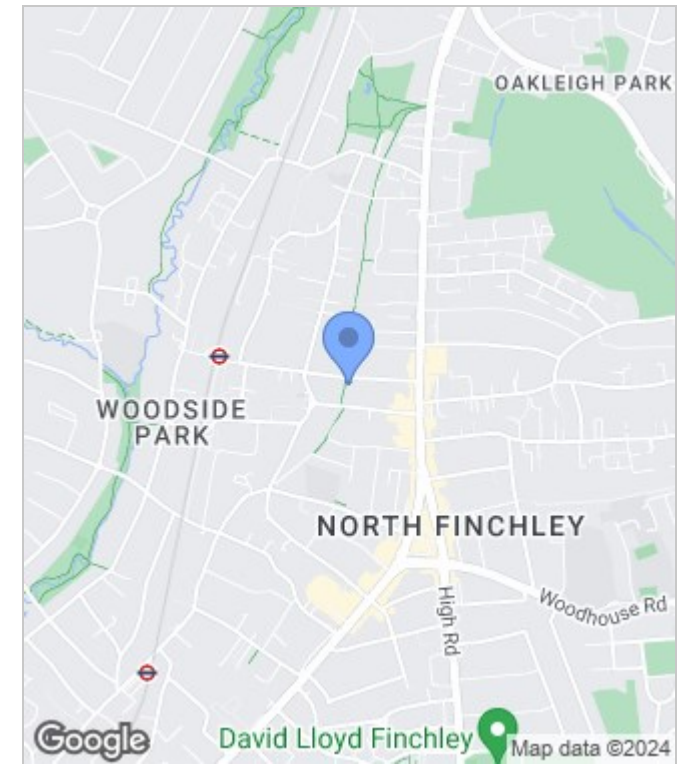 OAKLEIGH PARK
WOODSIDE
PARK
NORTH FINCHLEY
Woodhouse Rd
High Rd
David Lloyd Finchley
Google
Map data ©2024